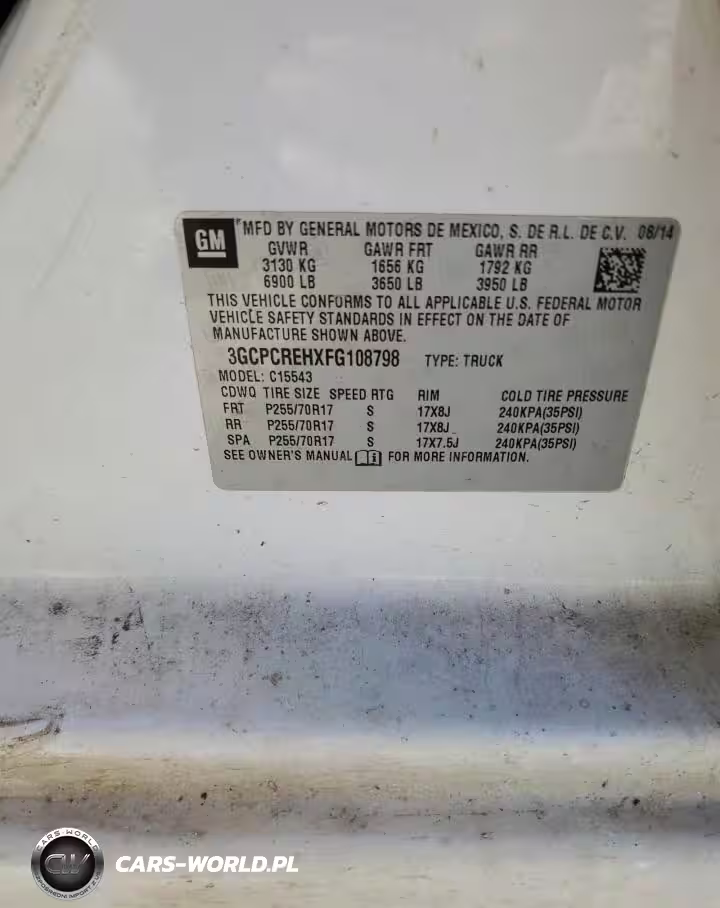 GM
MFD BY GENERAL MOTORS DE MEXICO, S. DE R.L. DE C.V. 08/14
GVWR GAWR FRT GAWR RR
3130 KG 1656 KG 1792 KG
6900 LB 3650 LB 3950 LB
THIS VEHICLE CONFORMS TO ALL APPLICABLE U.S. FEDERAL MOTOR
VEHICLE SAFETY STANDARDS IN EFFECT ON THE DATE OF
MANUFACTURE SHOWN ABOVE.
3GCPCREHXFG108798 TYPE: TRUCK
MODEL: C15543
CDWQ TIRE SIZE SPEED RTG RIM COLD TIRE PRESSURE
FRT P255/70R17 S 17X8J 240KPA(35PSI)
RR P255/70R17 S 17X8J 240KPA(35PSI)
SPA P255/70R17 S 17X7.5J 240KPA(35PSI)
SEE OWNER'S MANUAL FOR MORE INFORMATION.
CARS-WORLD
CW
CARS-WORLD.PL